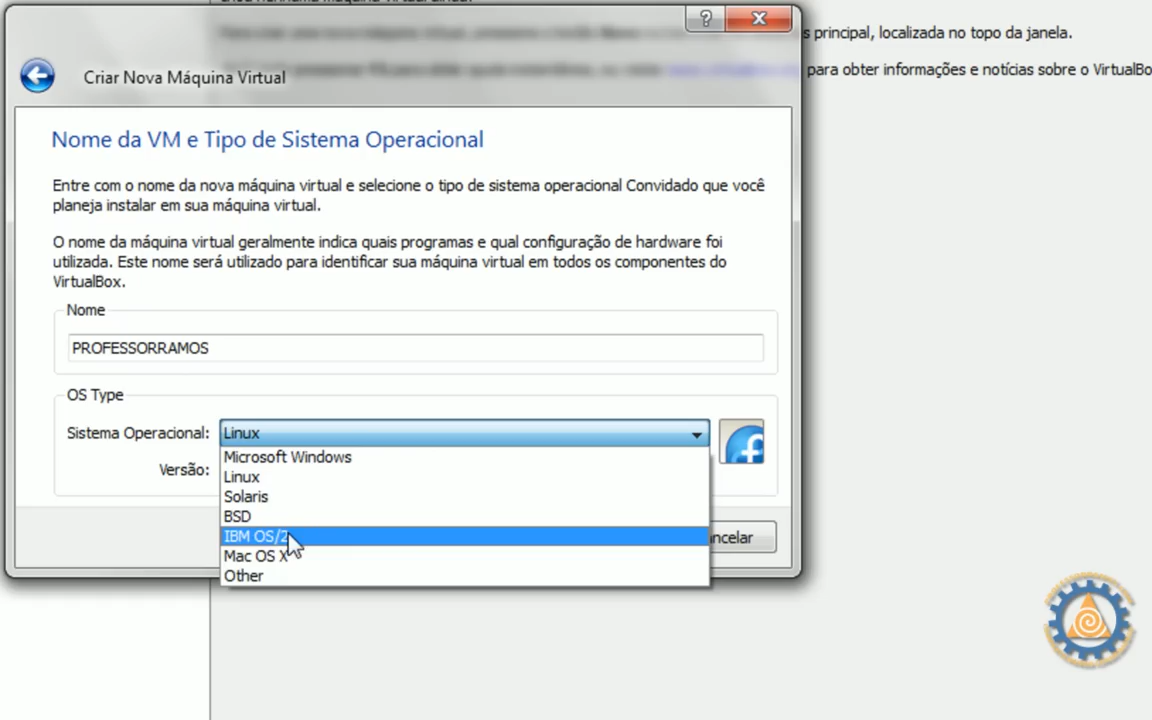 s principal, localizada no topo da janela.
para obter informações e notícias sobre o VirtualBo
Criar Nova Máquina Virtual
Nome da VM e Tipo de Sistema Operacional
Entre com o nome da nova máquina virtual e selecione o tipo de sistema operacional Convidado que você
planeja instalar em sua máquina virtual.
O nome da máquina virtual geralmente indica quais programas e qual configuração de hardware foi
utilizada. Este nome será utilizado para identificar sua máquina virtual em todos os componentes do
VirtualBox.
Nome
PROFESSORRAMOS
OS Type
Sistema Operacional: Linux
Versão:
Microsoft Windows
Linux
Solaris
BSD
IBM OS/2
Mac OS X
Other
ncelar